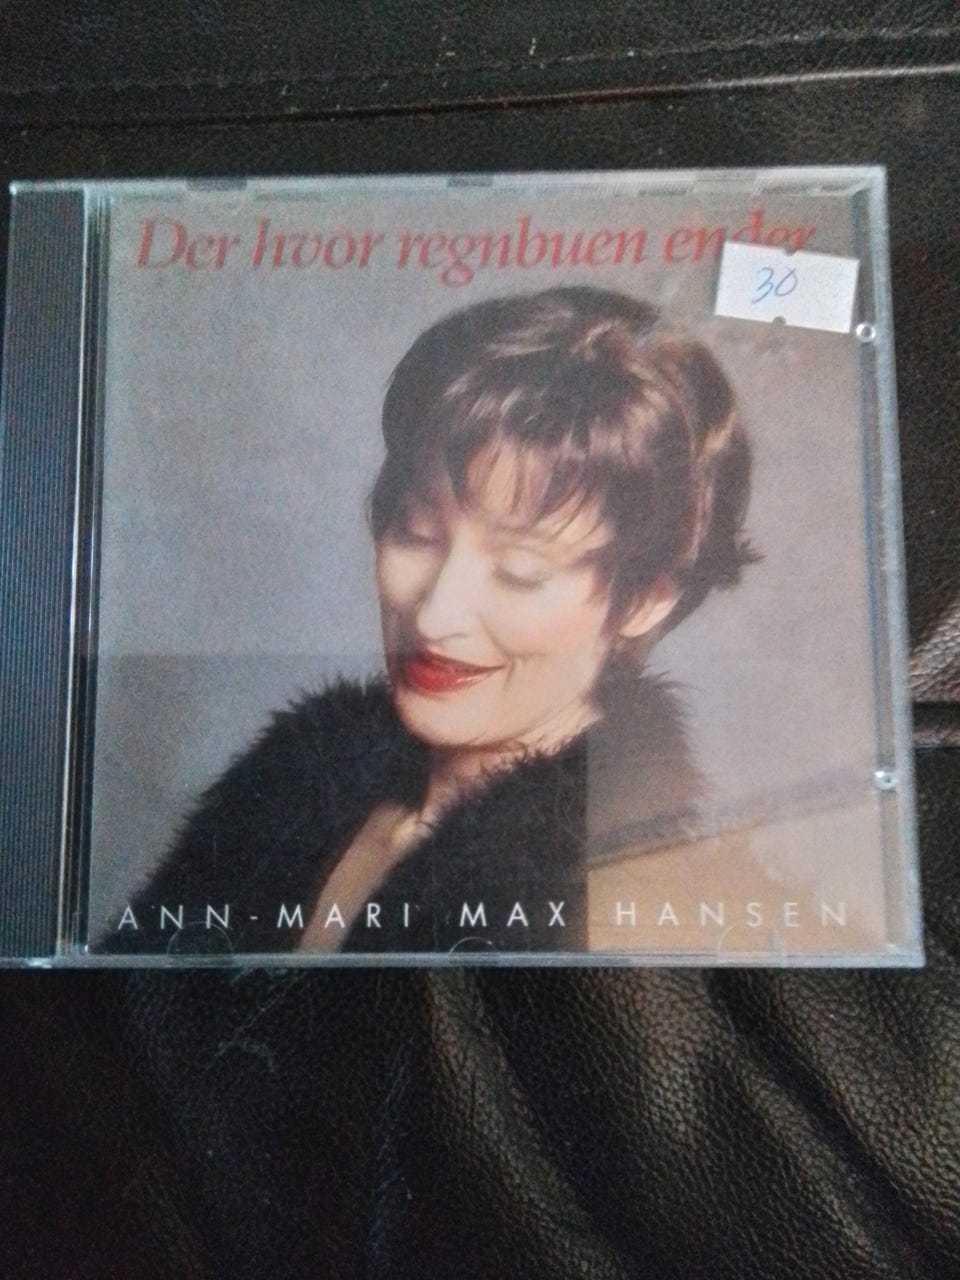 Der hvor regnbuen ender
30
ANN-MARI MAX HANSEN